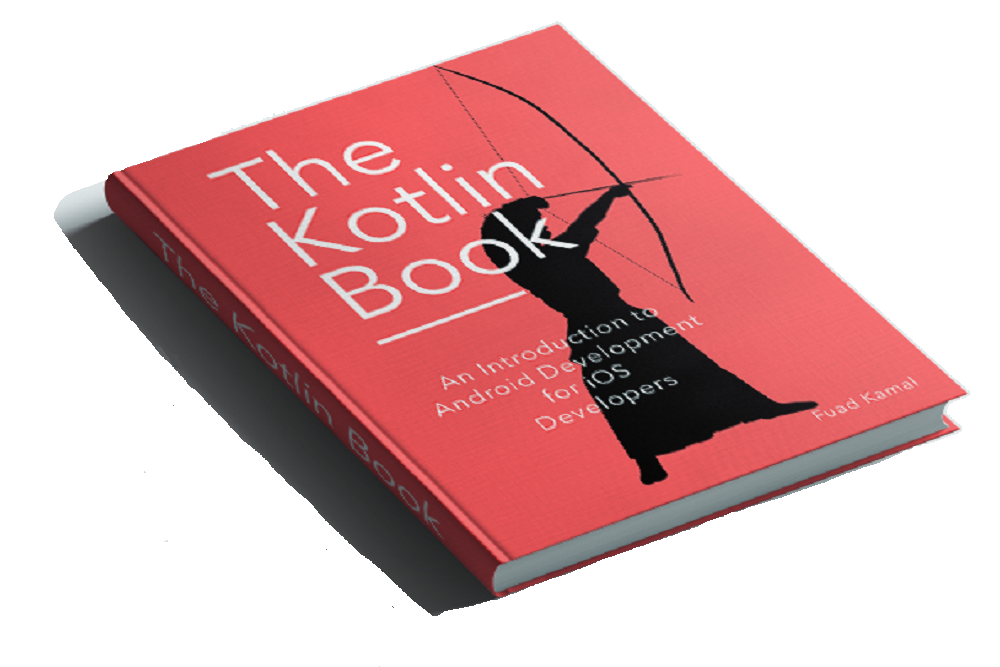 The
Kotlin
Book
An Introduction to
Android Development
for iOS
Developers
Fuad Kamal
The Kotlin Book